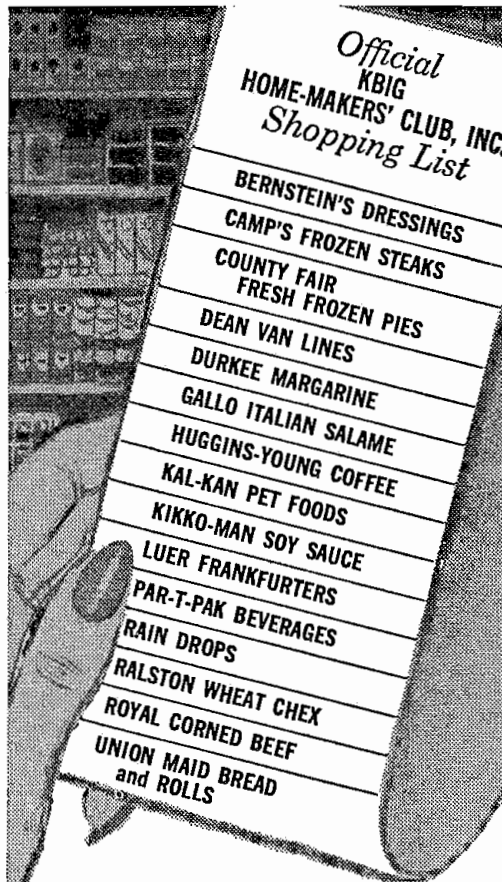 Official
KBIG
HOME-MAKERS' CLUB, INC.
Shopping List
BERNSTEIN'S DRESSINGS
CAMP'S FROZEN STEAKS
COUNTY FAIR
FRESH FROZEN PIES
DEAN VAN LINES
DURKEE MARGARINE
GALLO ITALIAN SALAME
HUGGINS-YOUNG COFFEE
KAL-KAN PET FOODS
KIKKO-MAN SOY SAUCE
LUER FRANKFURTERS
PAR-T-PAK BEVERAGES
RAIN DROPS
RALSTON WHEAT CHEX
ROYAL CORNED BEEF
UNION MAID BREAD
and ROLLS